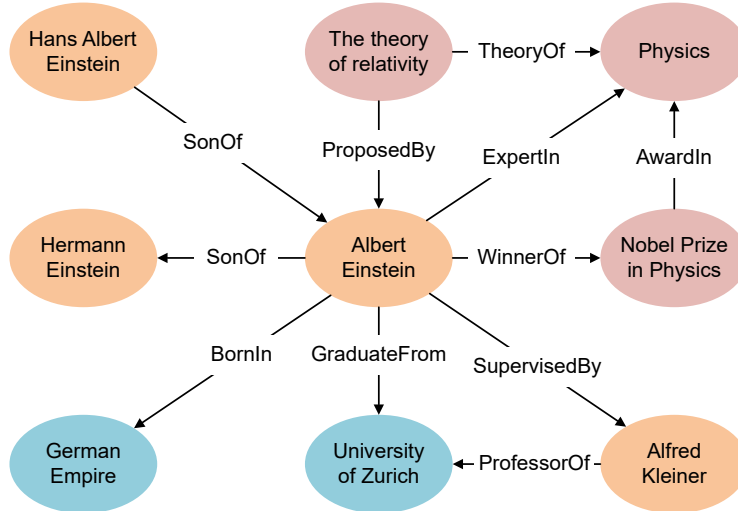 Hans Albert
Einstein
The theory
of relativity
TheoryOf
Physics
SonOf
ProposedBy
ExpertIn
AwardIn
Hermann
Einstein
SonOf
Albert
Einstein
WinnerOf
Nobel Prize
in Physics
BornIn
GraduateFrom
SupervisedBy
German
Empire
University
of Zurich
ProfessorOf
Alfred
Kleiner